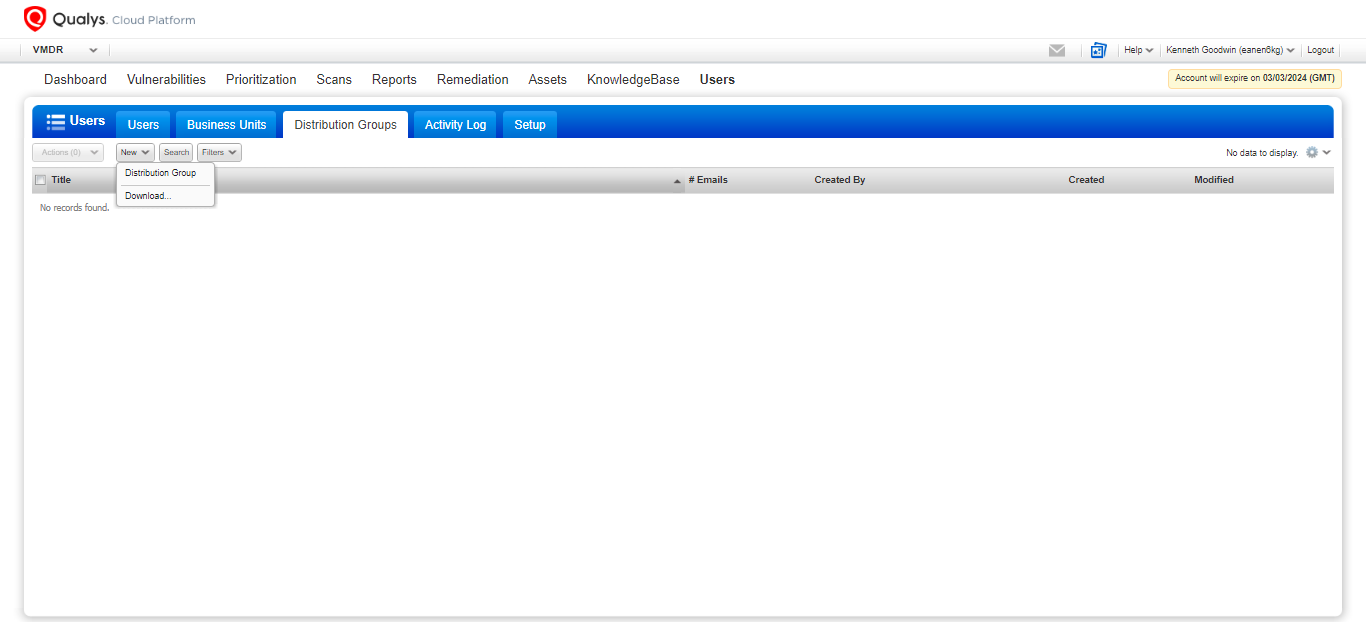 Qualys. Cloud Platform
VMDR
Help
Kenneth Goodwin (eanen6kg)
Logout
Dashboard Vulnerabilities Prioritization Scans Reports Remediation Assets KnowledgeBase Users
Account will expire on 03/03/2024 (GMT)
Users
Users Business Units Distribution Groups Activity Log Setup
Actions (0) New Search Filters
No data to display.
Distribution Group
Download...
Title # Emails Created By Created Modified
No records found.